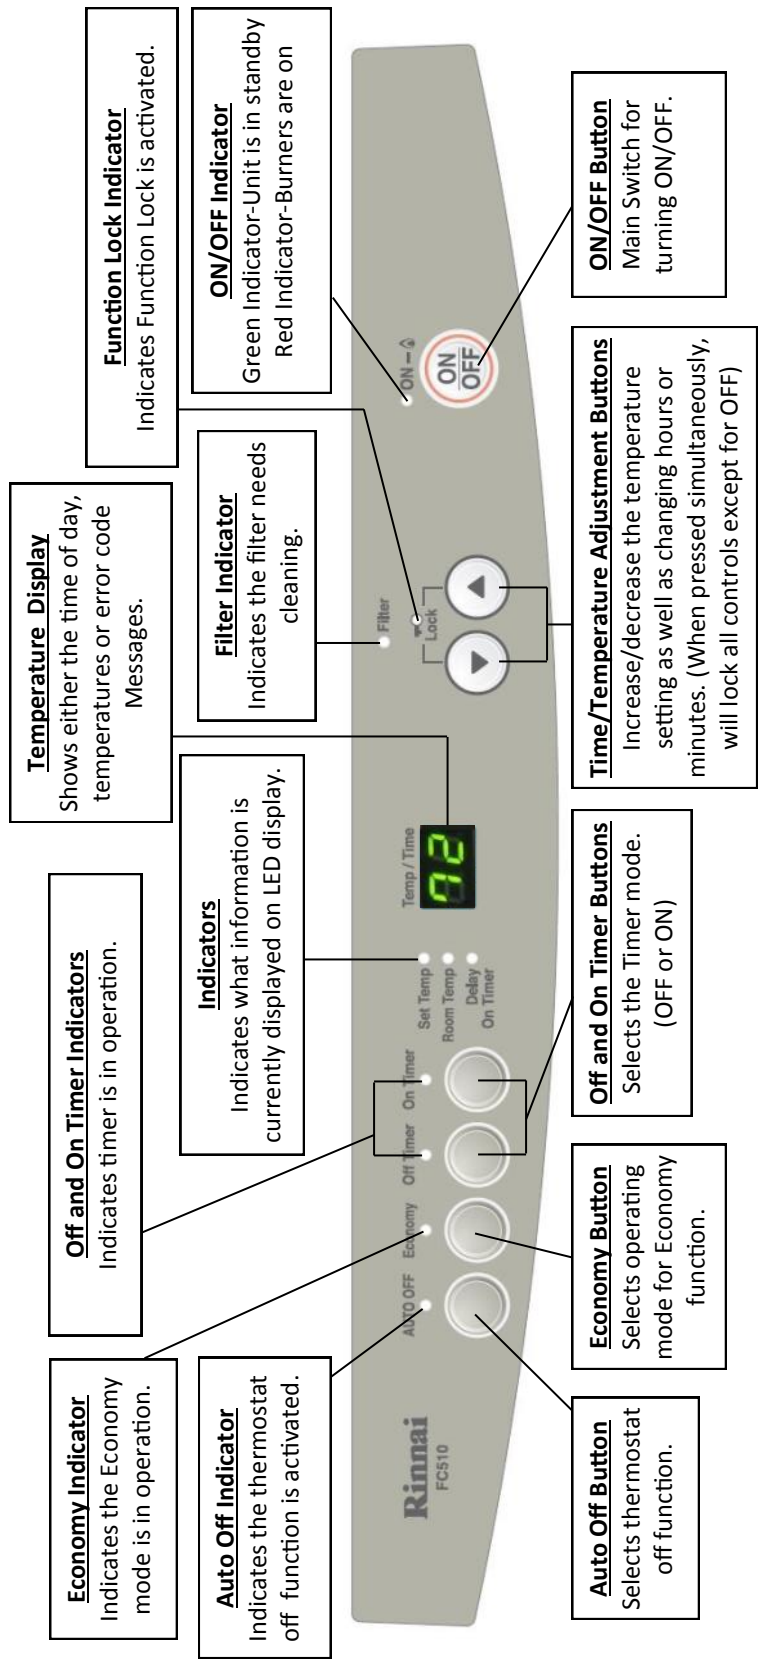 Economy Indicator
Indicates the Economy
mode is in operation.
Off and On Timer Indicators
Indicates timer is in operation.
Temperature Display
Shows either the time of day,
temperatures or error code
Messages.
Function Lock Indicator
Indicates Function Lock is activated.
Auto Off Indicator
Indicates the thermostat
off function is activated.
Indicators
Indicates what information is
currently displayed on LED display.
Filter Indicator
Indicates the filter needs
cleaning.
ON/OFF Indicator
Green Indicator-Unit is in standby
Red Indicator-Burners are on
Rinnai
FC510
AUTO OFF
Economy
Off Timer
On Timer
Set Temp
Room Temp
Delay
On Timer
Temp / Time
72
Filter
Lock
ON
ON
OFF
Auto Off Button
Selects thermostat
off function.
Economy Button
Selects operating
mode for Economy
function.
Off and On Timer Buttons
Selects the Timer mode.
(OFF or ON)
Time/Temperature Adjustment Buttons
Increase/decrease the temperature
setting as well as changing hours or
minutes. (When pressed simultaneously,
will lock all controls except for OFF)
ON/OFF Button
Main Switch for
turning ON/OFF.